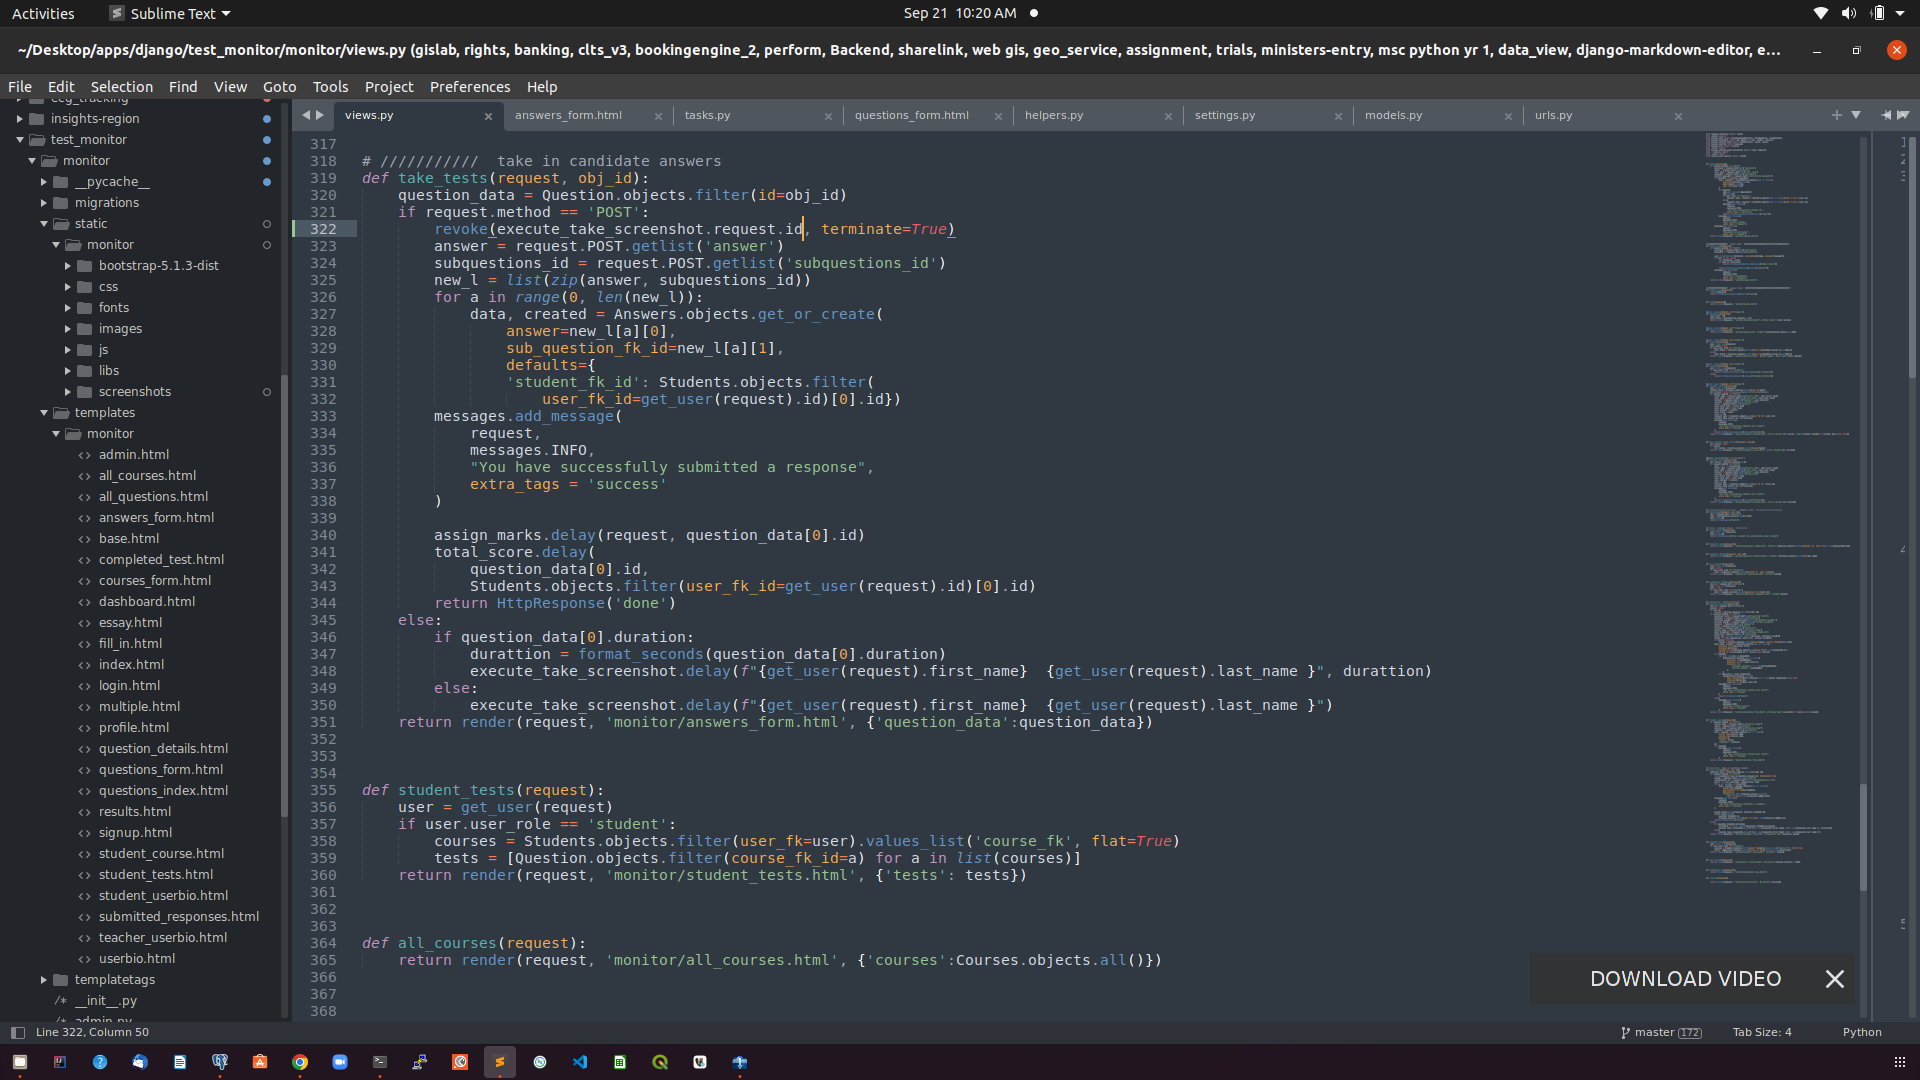 Activities
Sublime Text
Sep 21 10:20 AM
~/Desktop/apps/django/test_monitor/monitor/views.py (gislab, rights, banking, clts_v3, bookingengine_2, perform, Backend, sharelink, web gis, geo_service, assignment, trials, ministers-entry, msc python yr 1, data_view, django-markdown-editor, e...
File Edit Selection Find View Goto Tools Project Preferences Help
insights-region
test_monitor
monitor
__pycache__
migrations
static
monitor
bootstrap-5.1.3-dist
css
fonts
images
js
libs
screenshots
templates
monitor
admin.html
all_courses.html
all_questions.html
answers_form.html
base.html
completed_test.html
courses_form.html
dashboard.html
essay.html
fill_in.html
index.html
login.html
multiple.html
profile.html
question_details.html
questions_form.html
questions_index.html
results.html
signup.html
student_course.html
student_tests.html
student_userbio.html
submitted_responses.html
teacher_userbio.html
userbio.html
templatetags
/* __init__.py
views.py answers_form.html tasks.py questions_form.html helpers.py settings.py models.py urls.py
317
318 # /////////// take in candidate answers
319 def take_tests(request, obj_id):
320 question_data = Question.objects.filter(id=obj_id)
321 if request.method == 'POST':
322 revoke(execute_take_screenshot.request.id, terminate=True)
323 answer = request.POST.getlist('answer')
324 subquestions_id = request.POST.getlist('subquestions_id')
325 new_l = list(zip(answer, subquestions_id))
326 for a in range(0, len(new_l)):
327 data, created = Answers.objects.get_or_create(
328 answer=new_l[a][0],
329 sub_question_fk_id=new_l[a][1],
330 defaults={
331 'student_fk_id': Students.objects.filter(
332 user_fk_id=get_user(request).id)[0].id})
333 messages.add_message(
334 request,
335 messages.INFO,
336 "You have successfully submitted a response",
337 extra_tags = 'success'
338 )
339
340 assign_marks.delay(request, question_data[0].id)
341 total_score.delay(
342 question_data[0].id,
343 Students.objects.filter(user_fk_id=get_user(request).id)[0].id)
344 return HttpResponse('done')
345 else:
346 if question_data[0].duration:
347 durattion = format_seconds(question_data[0].duration)
348 execute_take_screenshot.delay(f"{get_user(request).first_name}  {get_user(request).last_name }", durattion)
349 else:
350 execute_take_screenshot.delay(f"{get_user(request).first_name}  {get_user(request).last_name }")
351 return render(request, 'monitor/answers_form.html', {'question_data':question_data})
352
353
354
355 def student_tests(request):
356 user = get_user(request)
357 if user.user_role == 'student':
358 courses = Students.objects.filter(user_fk=user).values_list('course_fk', flat=True)
359 tests = [Question.objects.filter(course_fk_id=a) for a in list(courses)]
360 return render(request, 'monitor/student_tests.html', {'tests': tests})
361
362
363
364 def all_courses(request):
365 return render(request, 'monitor/all_courses.html', {'courses':Courses.objects.all()})
366
367
368
DOWNLOAD VIDEO
Line 322, Column 50
master 172
Tab Size: 4
Python